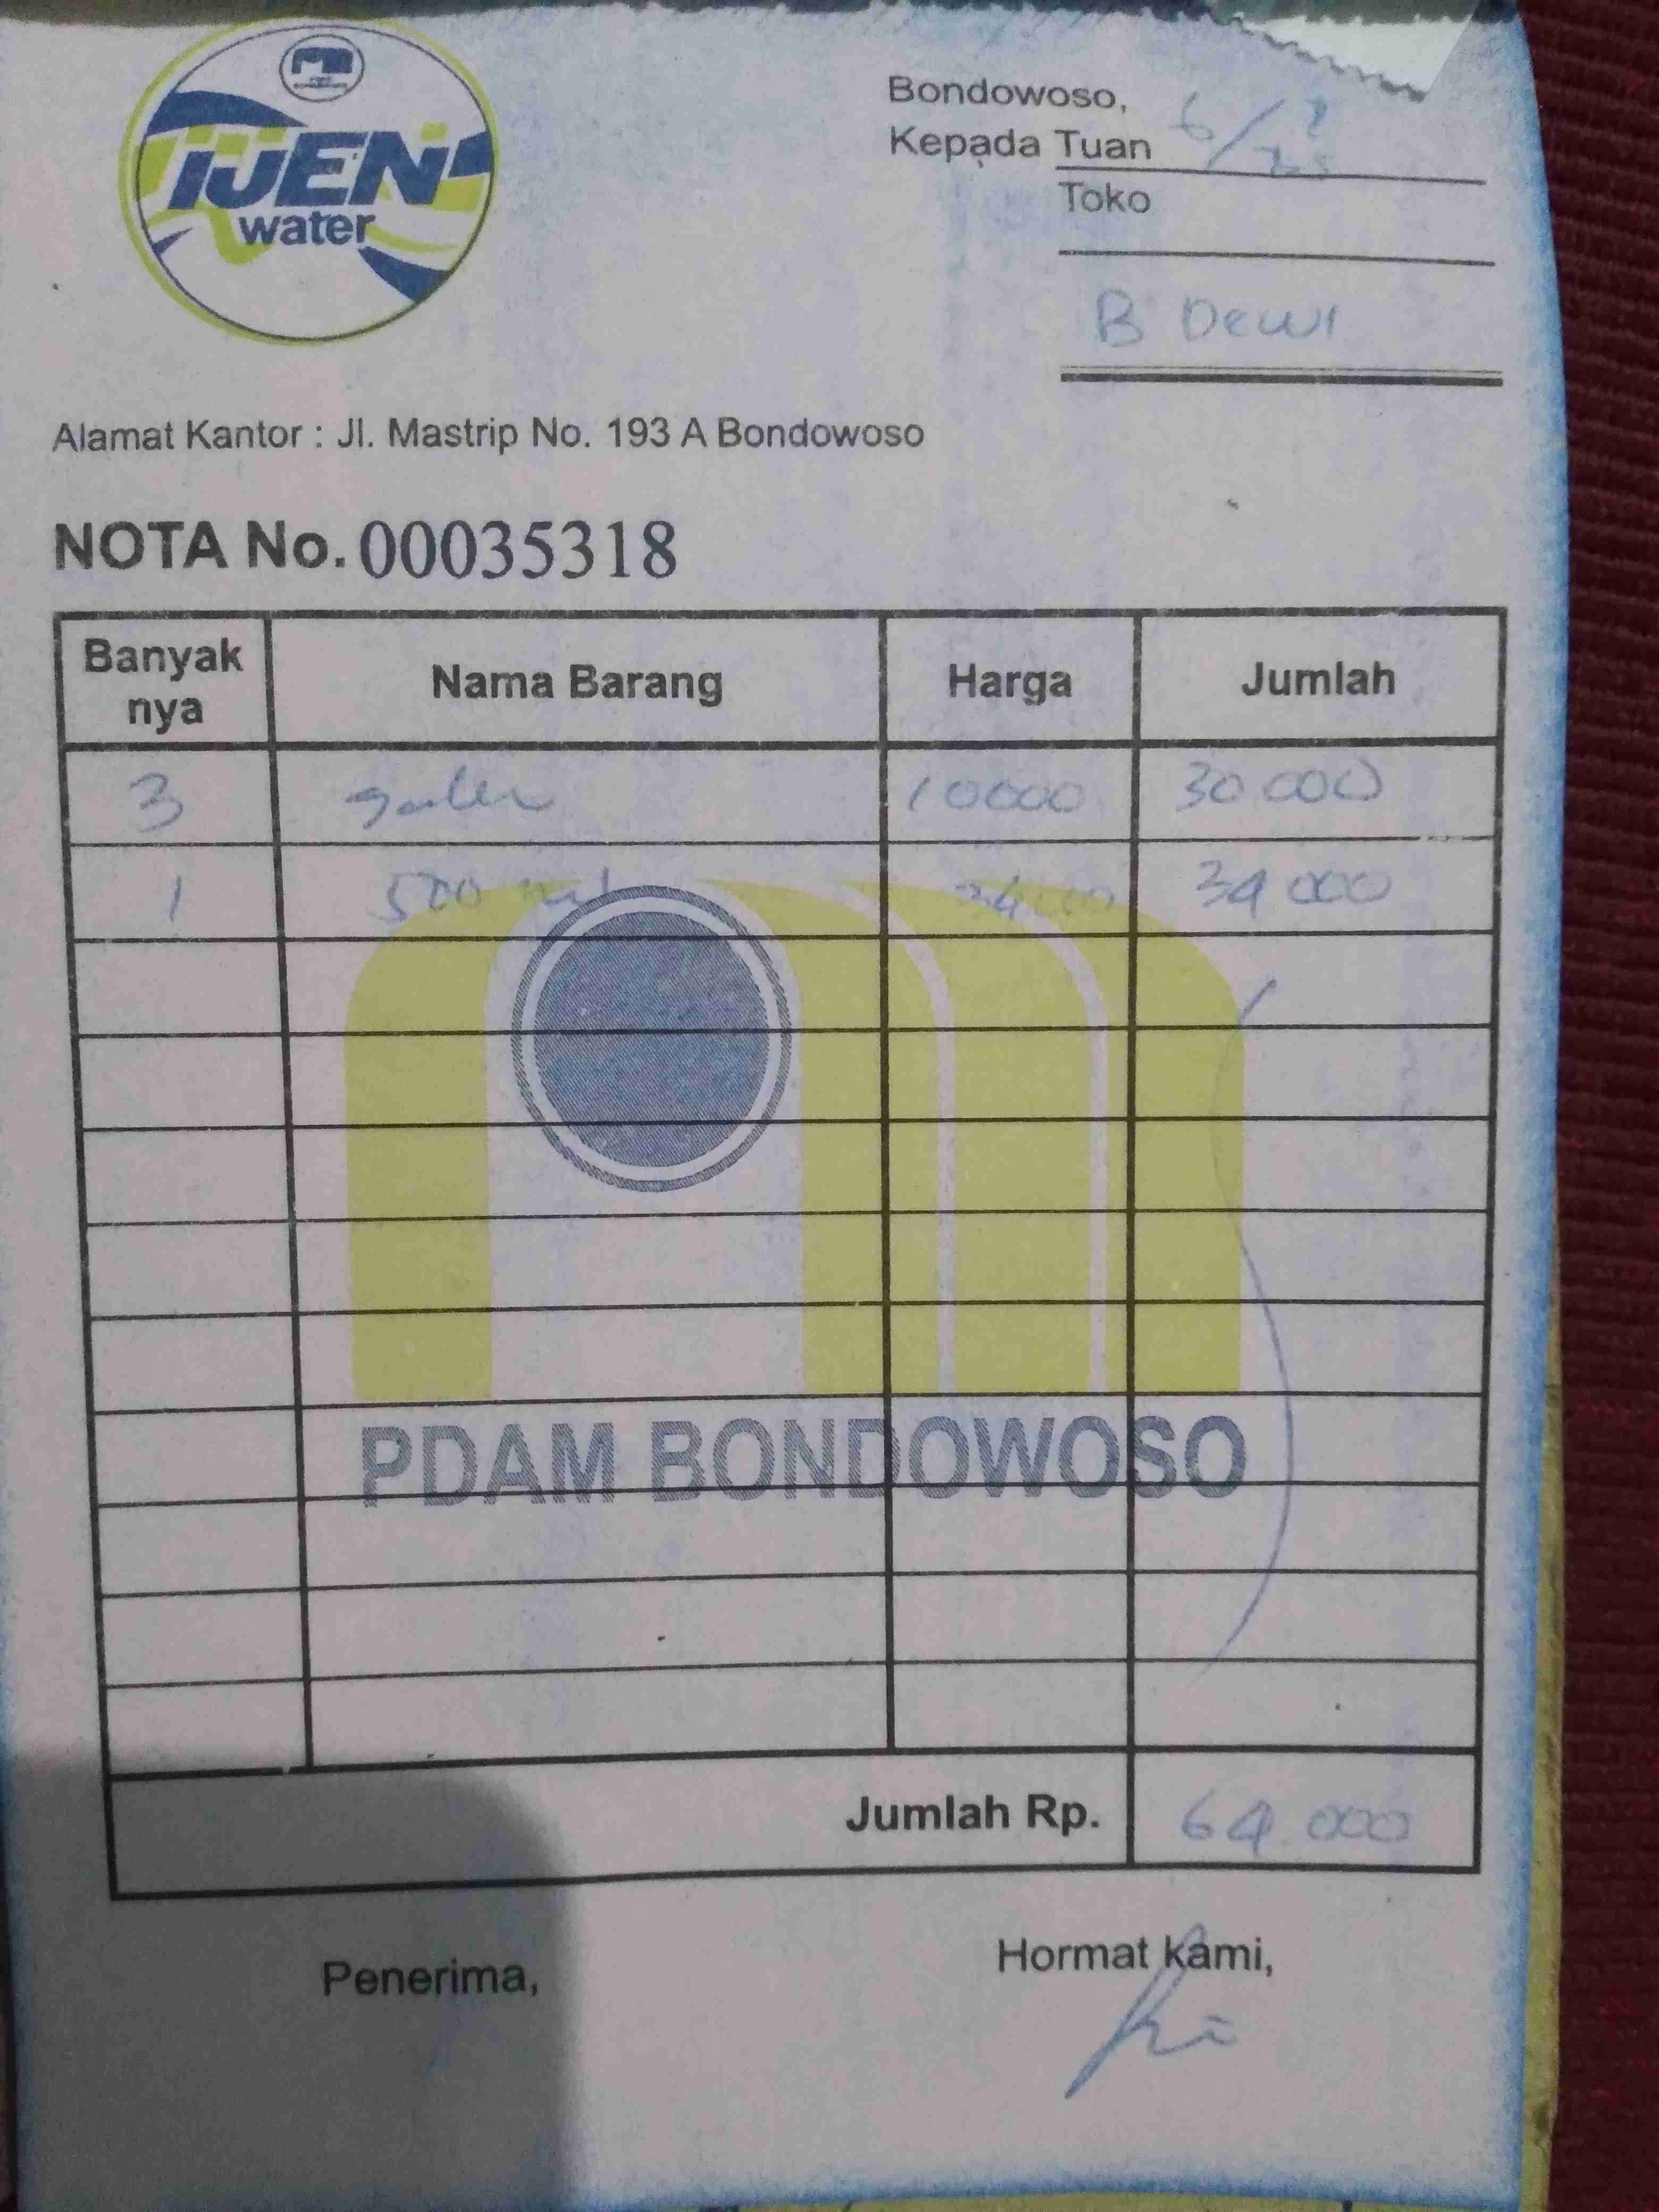 IJEN
water
Bondowoso,
Kepada Tuan 6/
Toko
B Dewi
Alamat Kantor : Jl. Mastrip No. 193 A Bondowoso
NOTA No. 00035318
Banyak nya Nama Barang Harga Jumlah
3 galon 10000 30 000
1 500 ml 34000 34 000
PDAM BONDOWOSO
Jumlah Rp. 64.000
Penerima, Hormat kami,